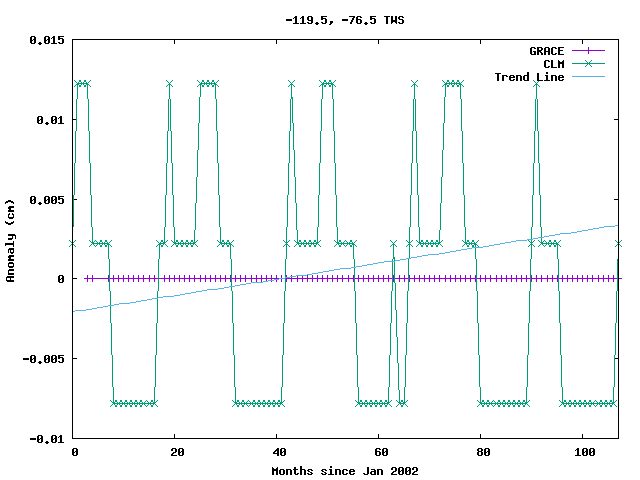 -119.5, -76.5 TWS
GRACE
CLM
Trend Line
0.015
0.01
0.005
0
-0.005
-0.01
Anomaly (cm)
0 20 40 60 80 100
Months since Jan 2002